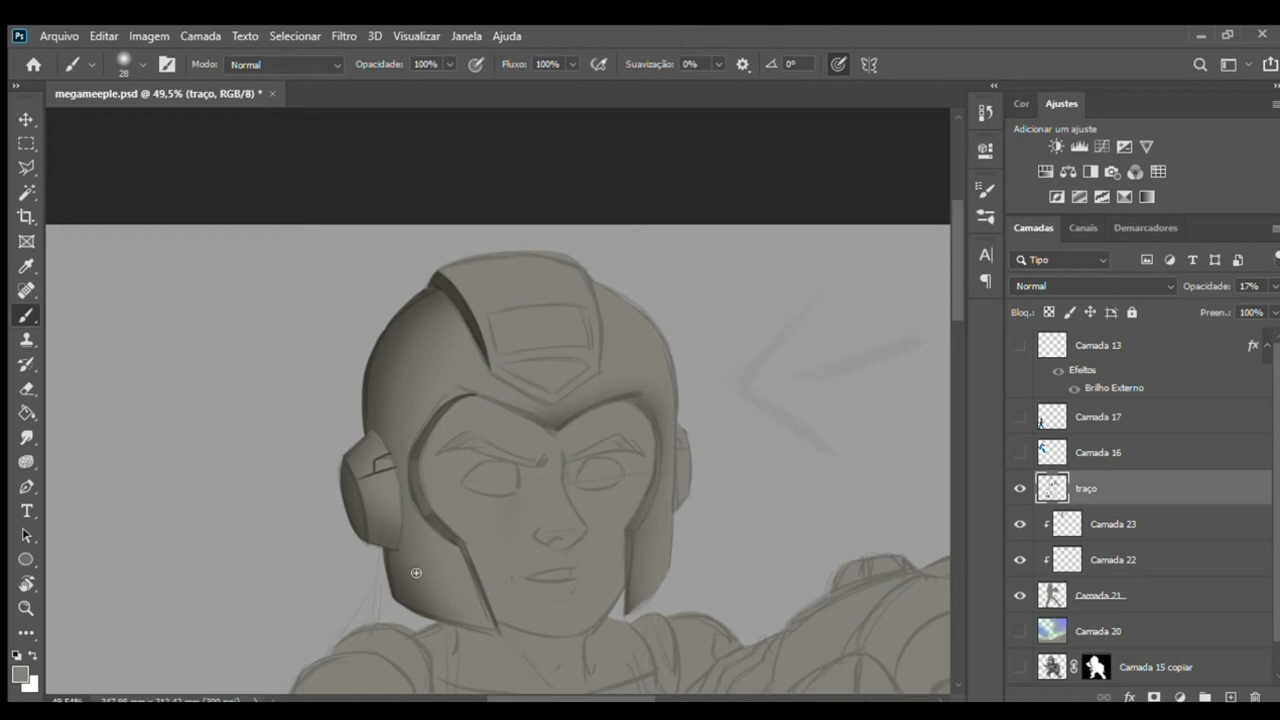 Ps Arquivo Editar Imagem Camada Texto Selecionar Filtro 3D Visualizar Janela Ajuda
28 Modo: Normal Opacidade: 100% Fluxo: 100% Suavização: 0% 0°
megameeple.psd @ 49,5% (traço, RGB/8) *
Cor Ajustes
Adicionar um ajuste
Camadas Canais Demarcadores
Tipo
Normal Opacidade: 17%
Bloq.: Preen.: 100%
Camada 13 fx
Efeitos
Brilho Externo
Camada 17
Camada 16
traço
Camada 23
Camada 22
Camada 21
Camada 20
Camada 15 copiar
fx